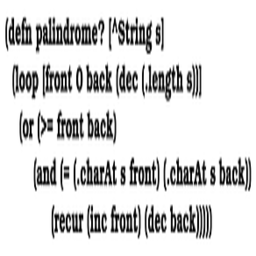 (defn palindrome? [^String s]
(loop [front 0 back (dec (.length s))]
(or (>= front back)
(and (= (.charAt s front) (.charAt s back))
(recur (inc front) (dec back)))))